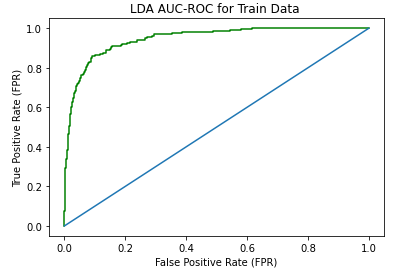 LDA AUC-ROC for Train Data
1.0
0.8
0.6
0.4
0.2
0.0
True Positive Rate (FPR)
0.0 0.2 0.4 0.6 0.8 1.0
False Positive Rate (FPR)